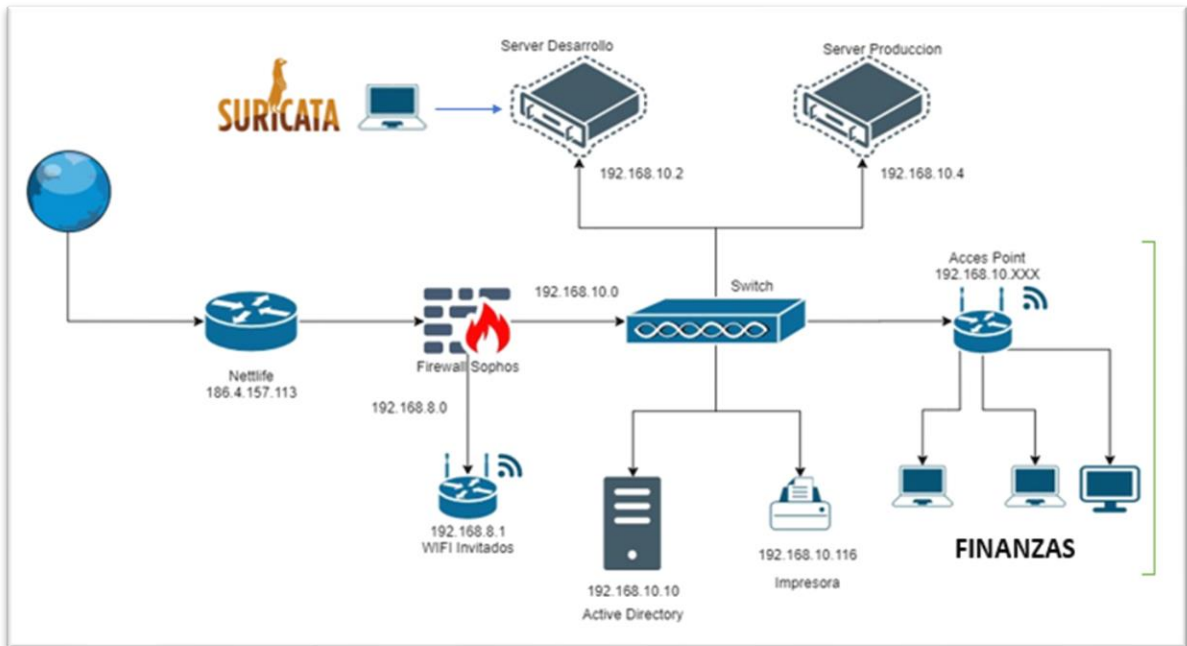 Server Desarrollo
Server Produccion
SURICATA
192.168.10.2
192.168.10.4
Acces Point
192.168.10.XXX
192.168.10.0
Switch
Firewall Sophos
Nettlife
186.4.157.113
192.168.8.0
192.168.8.1
WIFI Invitados
192.168.10.10
Active Directory
192.168.10.116
Impresora
FINANZAS